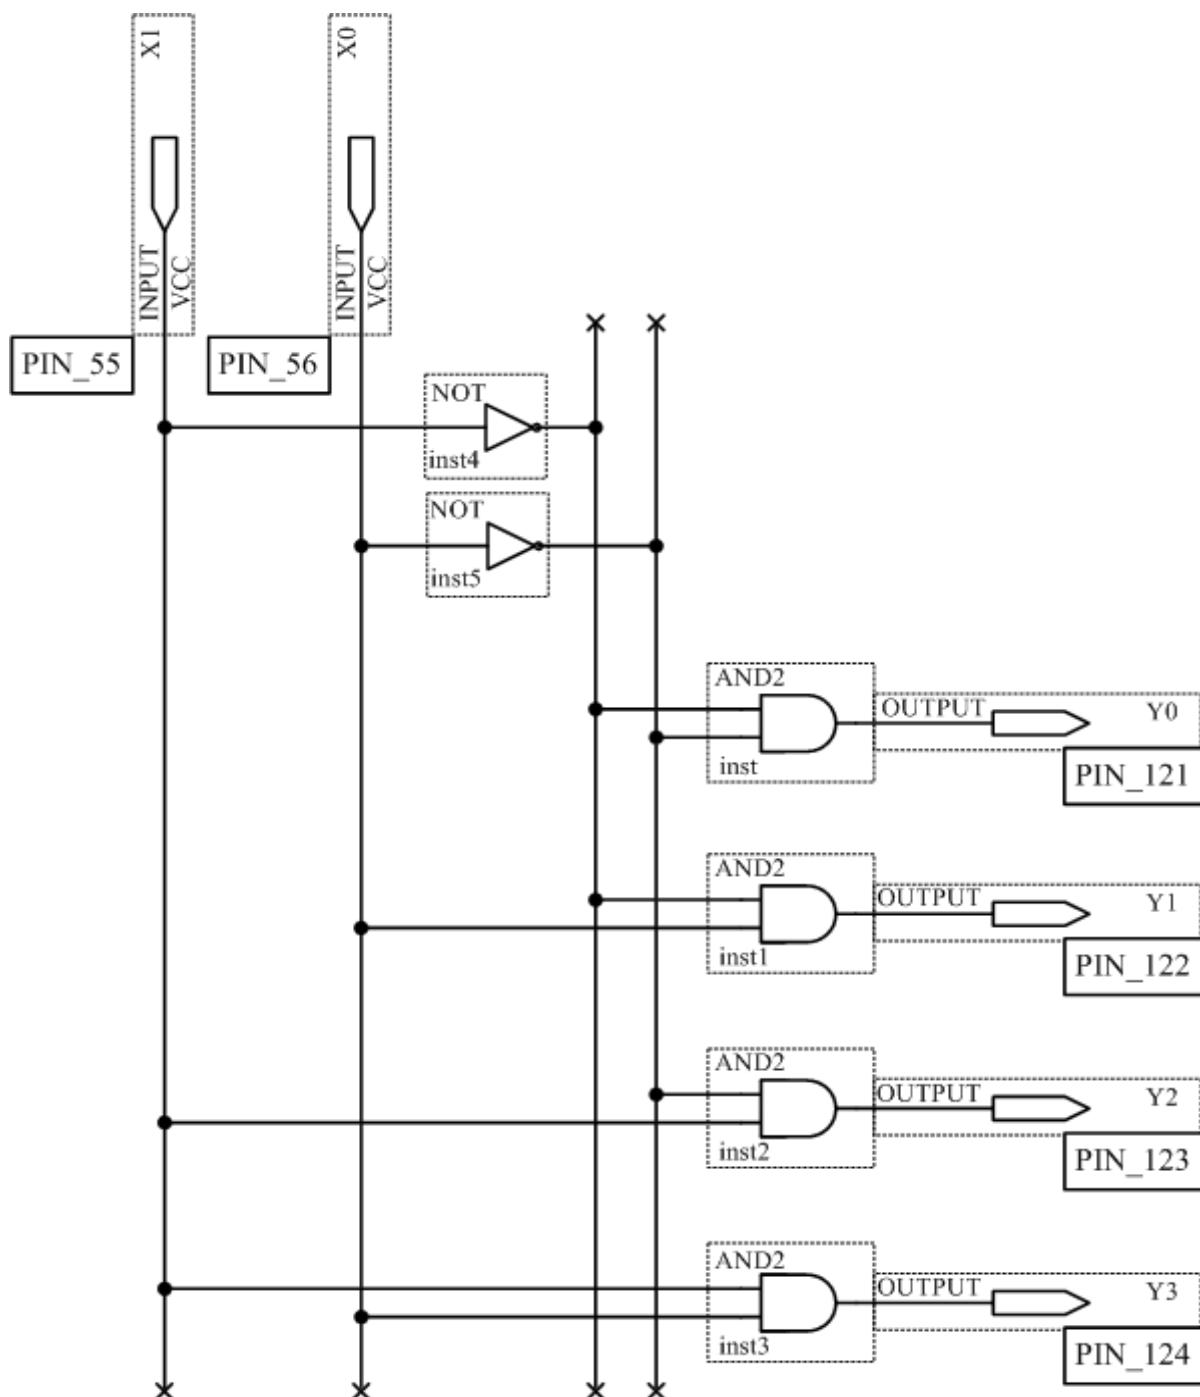 X1
X0
INPUT
VCC
INPUT
VCC
PIN_55
PIN_56
NOT
inst4
NOT
inst5
AND2
OUTPUT
Y0
inst
PIN_121
AND2
OUTPUT
Y1
inst1
PIN_122
AND2
OUTPUT
Y2
inst2
PIN_123
AND2
OUTPUT
Y3
inst3
PIN_124